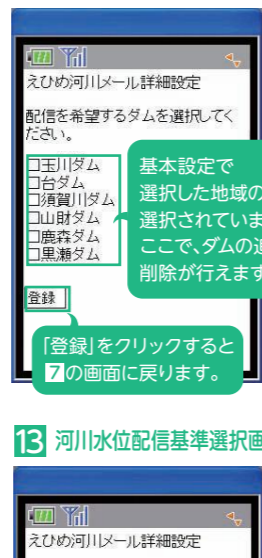 えひめ河川メール詳細設定
配信を希望するダムを選択してく
ださい。
□玉川ダム
□台ダム
□須賀川ダム
□山財ダム
□鹿森ダム
□黒瀬ダム
基本設定で
選択した地域の
選択されていま
ここで、ダムの追
削除が行えます
登録
「登録」をクリックすると
7の画面に戻ります。
13 河川水位配信基準選択画
えひめ河川メール詳細設定